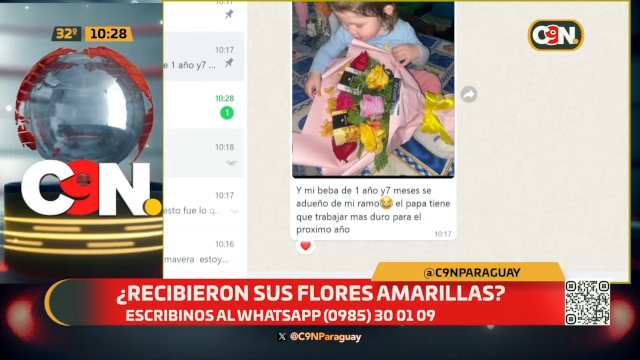 32º 10:28
C9N.
C9N.
10:17
10:17
e 1 año y7 ...
10:28
1
10:18
10:17
esto fue lo q...
10:16
mavera estoy...
Y mi beba de 1 año y7 meses se
adueño de mi ramo😂 el papa tiene
que trabajar mas duro para el
proximo año
10:17
@C9NPARAGUAY
¿RECIBIERON SUS FLORES AMARILLAS?
ESCRIBINOS AL WHATSAPP (0985) 30 01 09
X @C9NParaguay